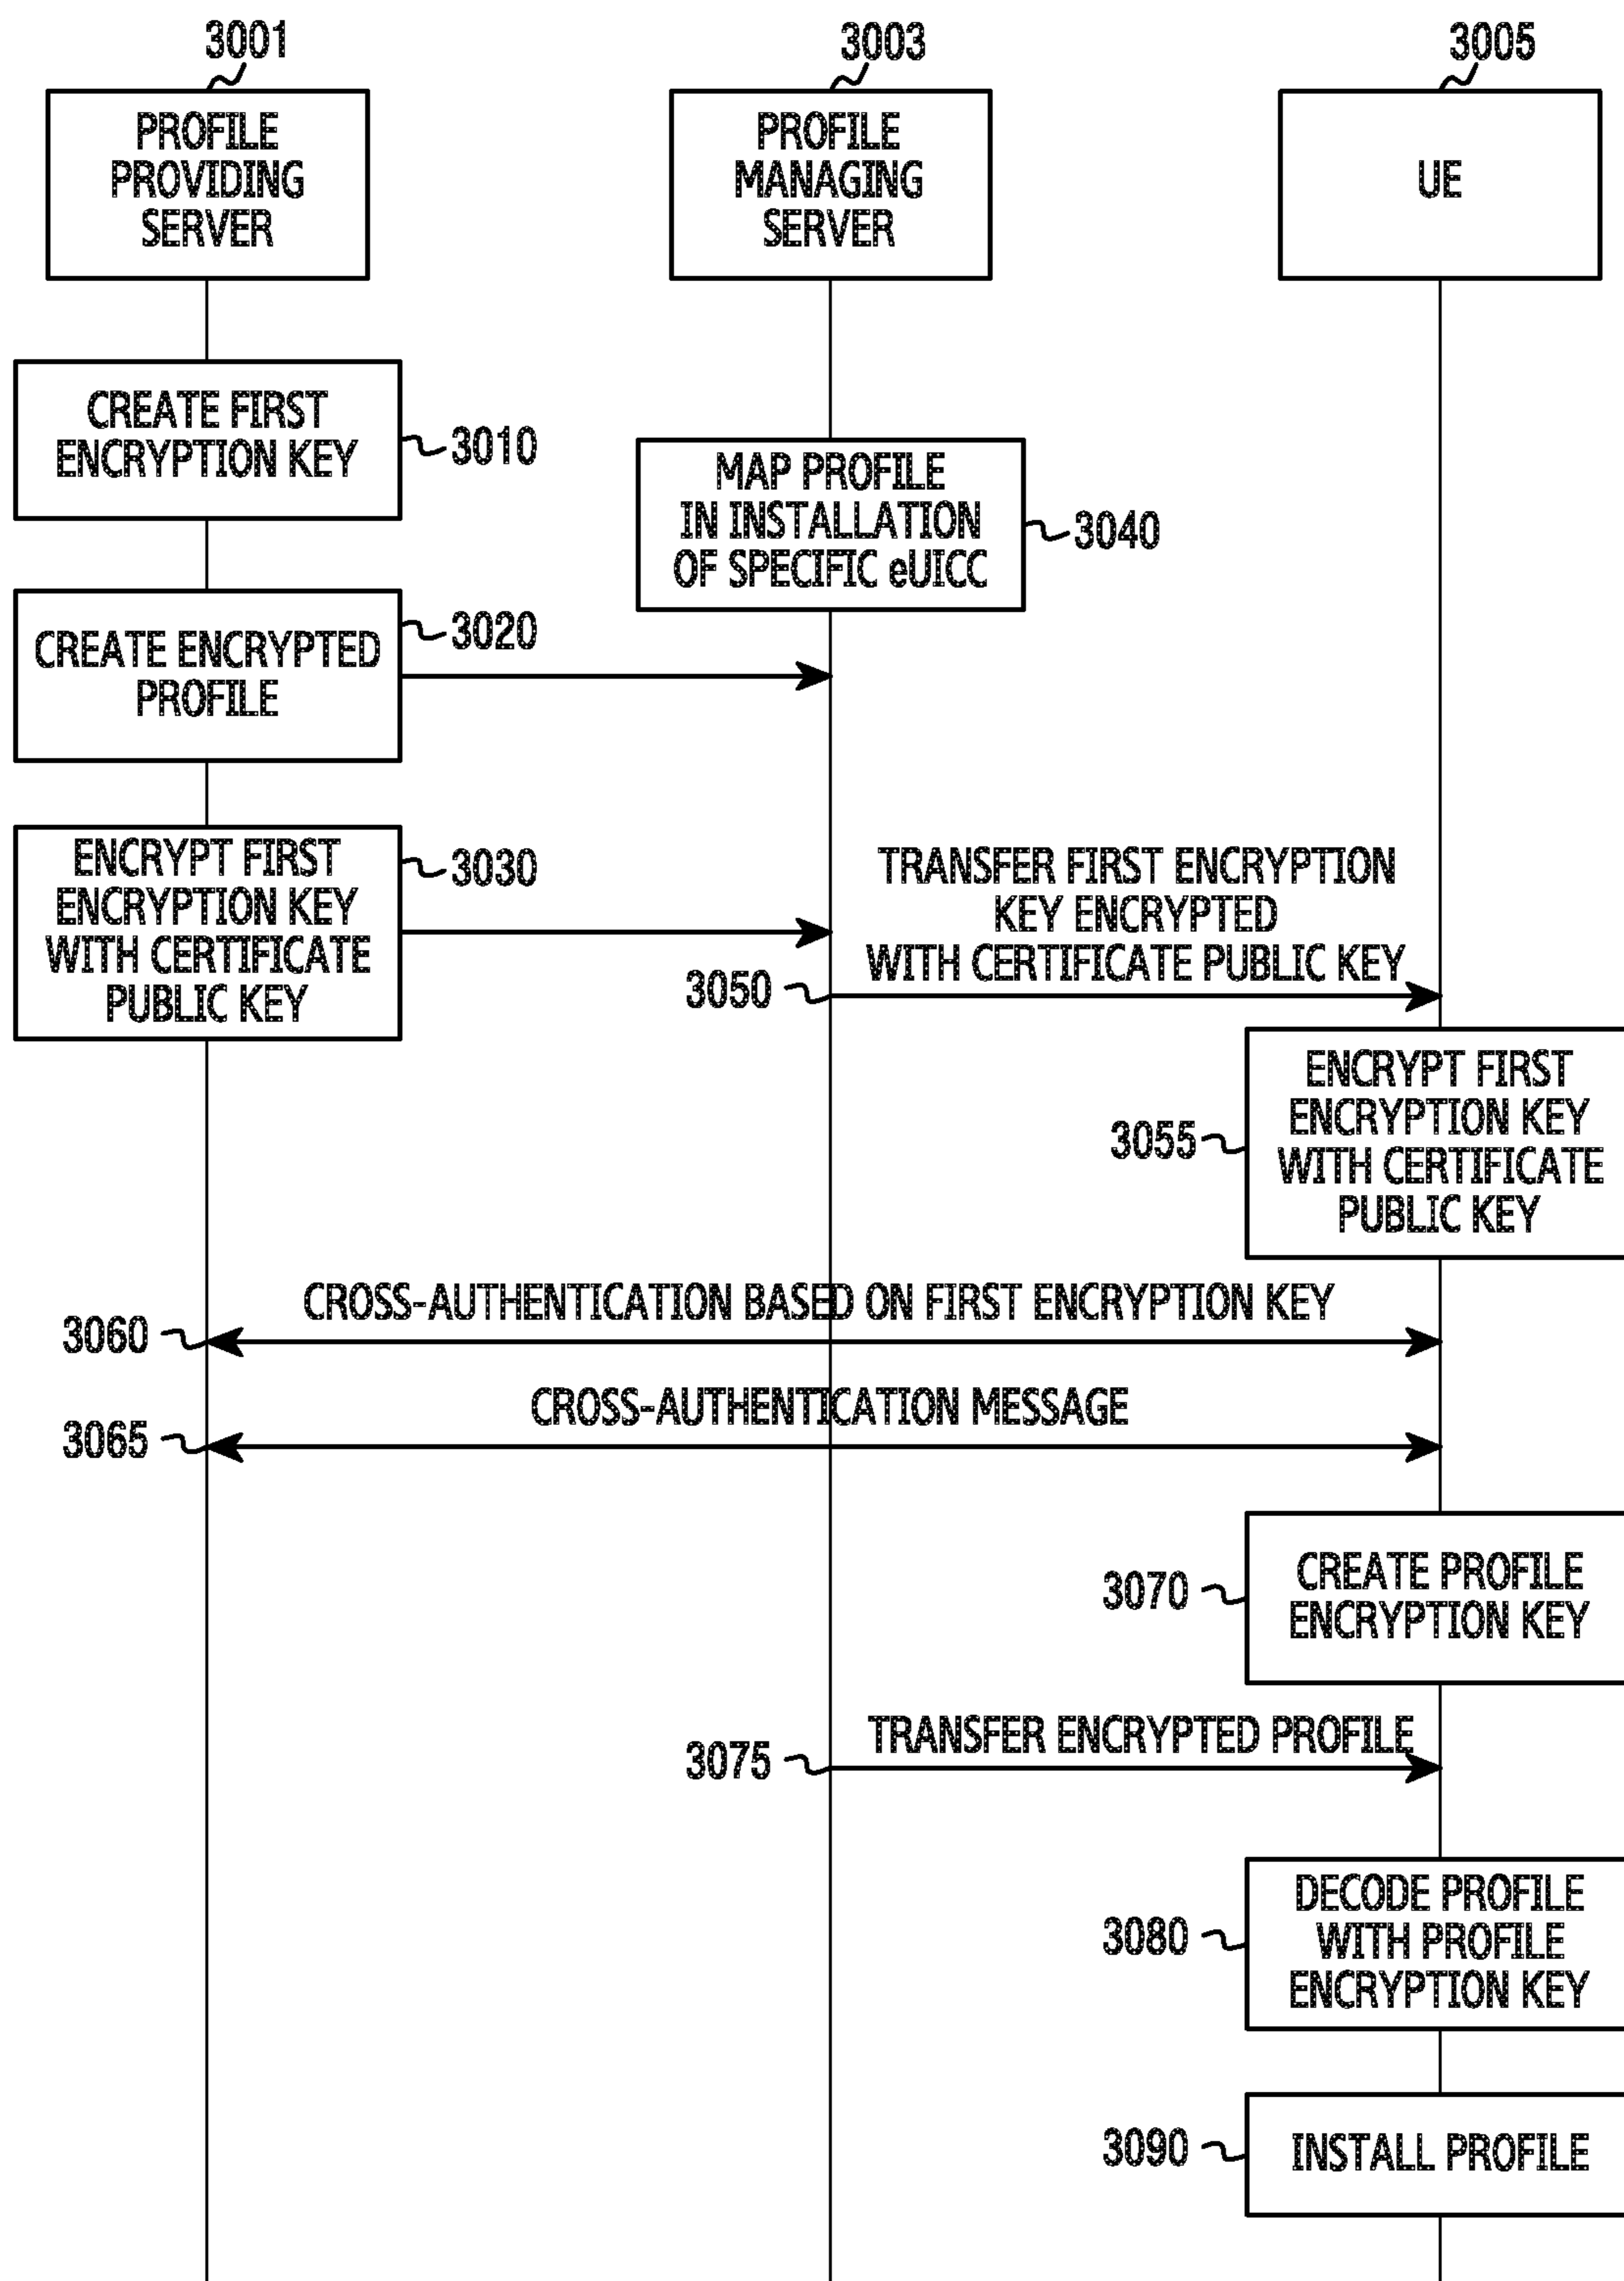 3001
3003
3005
PROFILE
PROVIDING
SERVER
PROFILE
MANAGING
SERVER
UE
CREATE FIRST
ENCRYPTION KEY
3010
MAP PROFILE
IN INSTALLATION
OF SPECIFIC eUICC
3040
CREATE ENCRYPTED
PROFILE
3020
ENCRYPT FIRST
ENCRYPTION KEY
WITH CERTIFICATE
PUBLIC KEY
3030
TRANSFER FIRST ENCRYPTION
KEY ENCRYPTED
WITH CERTIFICATE PUBLIC KEY
3050
ENCRYPT FIRST
ENCRYPTION KEY
WITH CERTIFICATE
PUBLIC KEY
3055
CROSS-AUTHENTICATION BASED ON FIRST ENCRYPTION KEY
3060
CROSS-AUTHENTICATION MESSAGE
3065
CREATE PROFILE
ENCRYPTION KEY
3070
TRANSFER ENCRYPTED PROFILE
3075
DECODE PROFILE
WITH PROFILE
ENCRYPTION KEY
3080
INSTALL PROFILE
3090